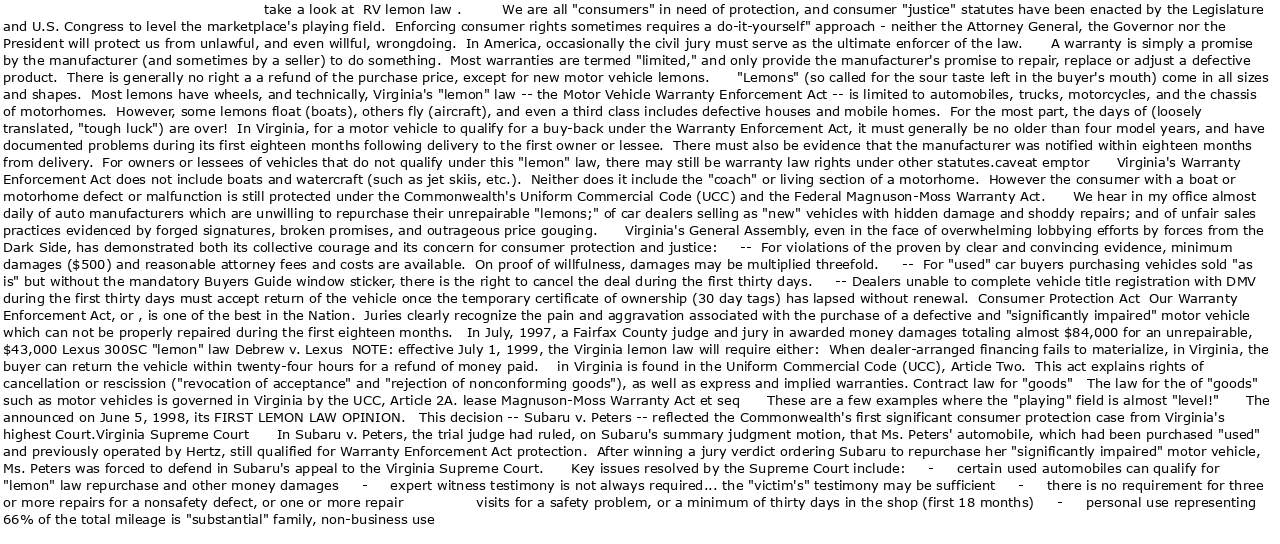 take a look at RV lemon law . We are all "consumers" in need of protection, and consumer "justice" statutes have been enacted by the Legislature
and U.S. Congress to level the marketplace's playing field. Enforcing consumer rights sometimes requires a do-it-yourself" approach - neither the Attorney General, the Governor nor the
President will protect us from unlawful, and even willful, wrongdoing. In America, occasionally the civil jury must serve as the ultimate enforcer of the law. A warranty is simply a promise
by the manufacturer (and sometimes by a seller) to do something. Most warranties are termed "limited," and only provide the manufacturer's promise to repair, replace or adjust a defective
product. There is generally no right a a refund of the purchase price, except for new motor vehicle lemons. "Lemons" (so called for the sour taste left in the buyer's mouth) come in all sizes
and shapes. Most lemons have wheels, and technically, Virginia's "lemon" law -- the Motor Vehicle Warranty Enforcement Act -- is limited to automobiles, trucks, motorcycles, and the chassis
of motorhomes. However, some lemons float (boats), others fly (aircraft), and even a third class includes defective houses and mobile homes. For the most part, the days of (loosely
translated, "tough luck") are over! In Virginia, for a motor vehicle to qualify for a buy-back under the Warranty Enforcement Act, it must generally be no older than four model years, and have
documented problems during its first eighteen months following delivery to the first owner or lessee. There must also be evidence that the manufacturer was notified within eighteen months
from delivery. For owners or lessees of vehicles that do not qualify under this "lemon" law, there may still be warranty law rights under other statutes.caveat emptor Virginia's Warranty
Enforcement Act does not include boats and watercraft (such as jet skiis, etc.). Neither does it include the "coach" or living section of a motorhome. However the consumer with a boat or
motorhome defect or malfunction is still protected under the Commonwealth's Uniform Commercial Code (UCC) and the Federal Magnuson-Moss Warranty Act. We hear in my office almost
daily of auto manufacturers which are unwilling to repurchase their unrepairable "lemons;" of car dealers selling as "new" vehicles with hidden damage and shoddy repairs; and of unfair sales
practices evidenced by forged signatures, broken promises, and outrageous price gouging. Virginia's General Assembly, even in the face of overwhelming lobbying efforts by forces from the
Dark Side, has demonstrated both its collective courage and its concern for consumer protection and justice: -- For violations of the proven by clear and convincing evidence, minimum
damages ($500) and reasonable attorney fees and costs are available. On proof of willfulness, damages may be multiplied threefold. -- For "used" car buyers purchasing vehicles sold "as
is" but without the mandatory Buyers Guide window sticker, there is the right to cancel the deal during the first thirty days. -- Dealers unable to complete vehicle title registration with DMV
during the first thirty days must accept return of the vehicle once the temporary certificate of ownership (30 day tags) has lapsed without renewal. Consumer Protection Act Our Warranty
Enforcement Act, or , is one of the best in the Nation. Juries clearly recognize the pain and aggravation associated with the purchase of a defective and "significantly impaired" motor vehicle
which can not be properly repaired during the first eighteen months. In July, 1997, a Fairfax County judge and jury in awarded money damages totaling almost $84,000 for an unrepairable,
$43,000 Lexus 300SC "lemon" law Debrew v. Lexus NOTE: effective July 1, 1999, the Virginia lemon law will require either: When dealer-arranged financing fails to materialize, in Virginia, the
buyer can return the vehicle within twenty-four hours for a refund of money paid. in Virginia is found in the Uniform Commercial Code (UCC), Article Two. This act explains rights of
cancellation or rescission ("revocation of acceptance" and "rejection of nonconforming goods"), as well as express and implied warranties. Contract law for "goods" The law for the of "goods"
such as motor vehicles is governed in Virginia by the UCC, Article 2A. lease Magnuson-Moss Warranty Act et seq These are a few examples where the "playing" field is almost "level!" The
announced on June 5, 1998, its FIRST LEMON LAW OPINION. This decision -- Subaru v. Peters -- reflected the Commonwealth's first significant consumer protection case from Virginia's
highest Court.Virginia Supreme Court In Subaru v. Peters, the trial judge had ruled, on Subaru's summary judgment motion, that Ms. Peters' automobile, which had been purchased "used"
and previously operated by Hertz, still qualified for Warranty Enforcement Act protection. After winning a jury verdict ordering Subaru to repurchase her "significantly impaired" motor vehicle,
Ms. Peters was forced to defend in Subaru's appeal to the Virginia Supreme Court. Key issues resolved by the Supreme Court include: - certain used automobiles can qualify for
"lemon" law repurchase and other money damages - expert witness testimony is not always required... the "victim's" testimony may be sufficient - there is no requirement for three
or more repairs for a nonsafety defect, or one or more repair visits for a safety problem, or a minimum of thirty days in the shop (first 18 months) - personal use representing
66% of the total mileage is "substantial" family, non-business use